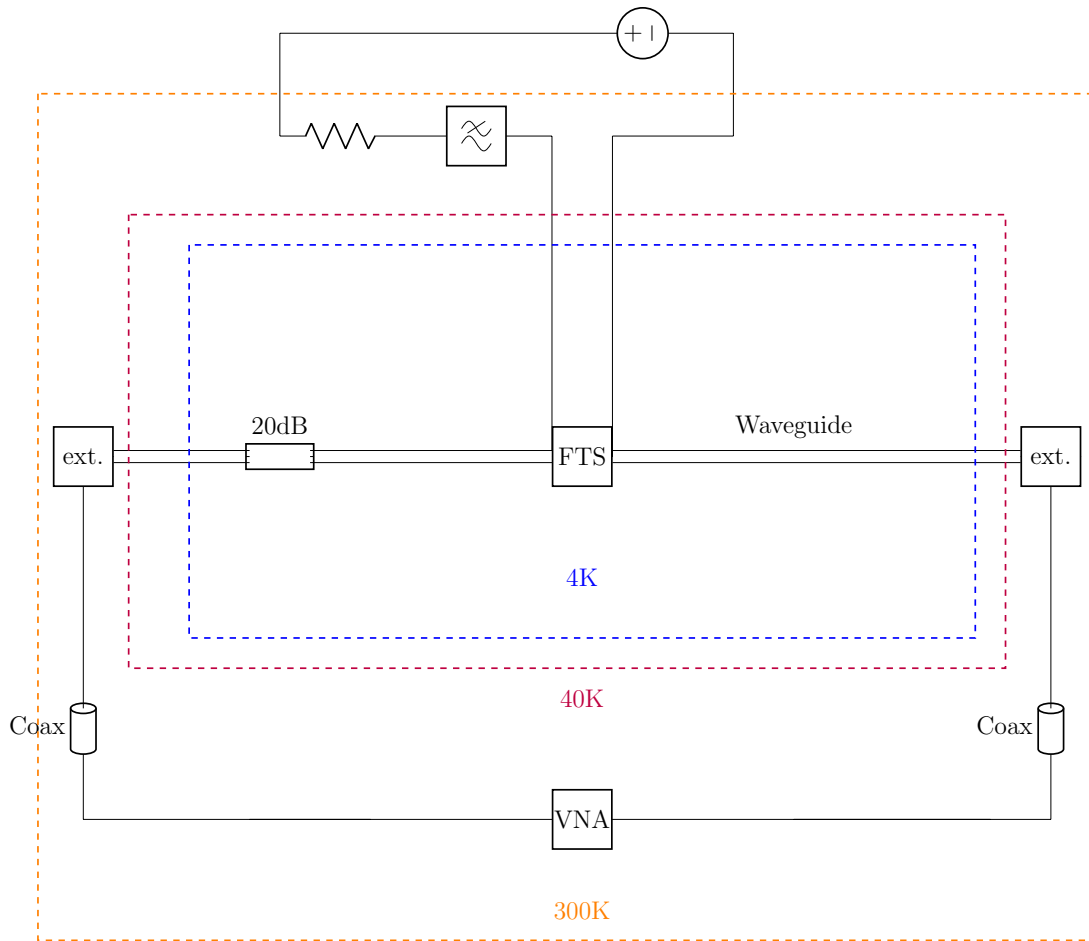 20dB
Waveguide
ext.
FTS
ext.
4K
40K
Coax
Coax
VNA
300K